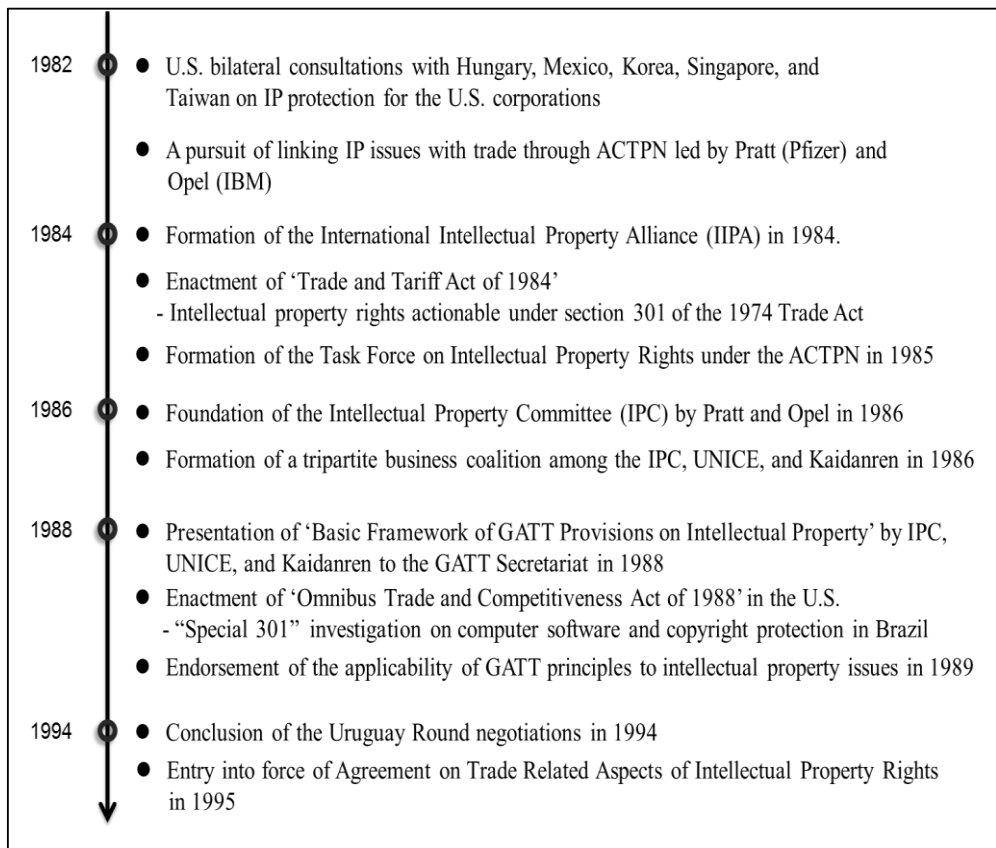 1982
● U.S. bilateral consultations with Hungary, Mexico, Korea, Singapore, and
Taiwan on IP protection for the U.S. corporations
● A pursuit of linking IP issues with trade through ACTPN led by Pratt (Pfizer) and
Opel (IBM)
1984
● Formation of the International Intellectual Property Alliance (IIPA) in 1984.
● Enactment of ‘Trade and Tariff Act of 1984’
- Intellectual property rights actionable under section 301 of the 1974 Trade Act
● Formation of the Task Force on Intellectual Property Rights under the ACTPN in 1985
1986
● Foundation of the Intellectual Property Committee (IPC) by Pratt and Opel in 1986
● Formation of a tripartite business coalition among the IPC, UNICE, and Kaidanren in 1986
1988
● Presentation of ‘Basic Framework of GATT Provisions on Intellectual Property’ by IPC,
UNICE, and Kaidanren to the GATT Secretariat in 1988
● Enactment of ‘Omnibus Trade and Competitiveness Act of 1988’ in the U.S.
- “Special 301” investigation on computer software and copyright protection in Brazil
● Endorsement of the applicability of GATT principles to intellectual property issues in 1989
1994
● Conclusion of the Uruguay Round negotiations in 1994
● Entry into force of Agreement on Trade Related Aspects of Intellectual Property Rights
in 1995